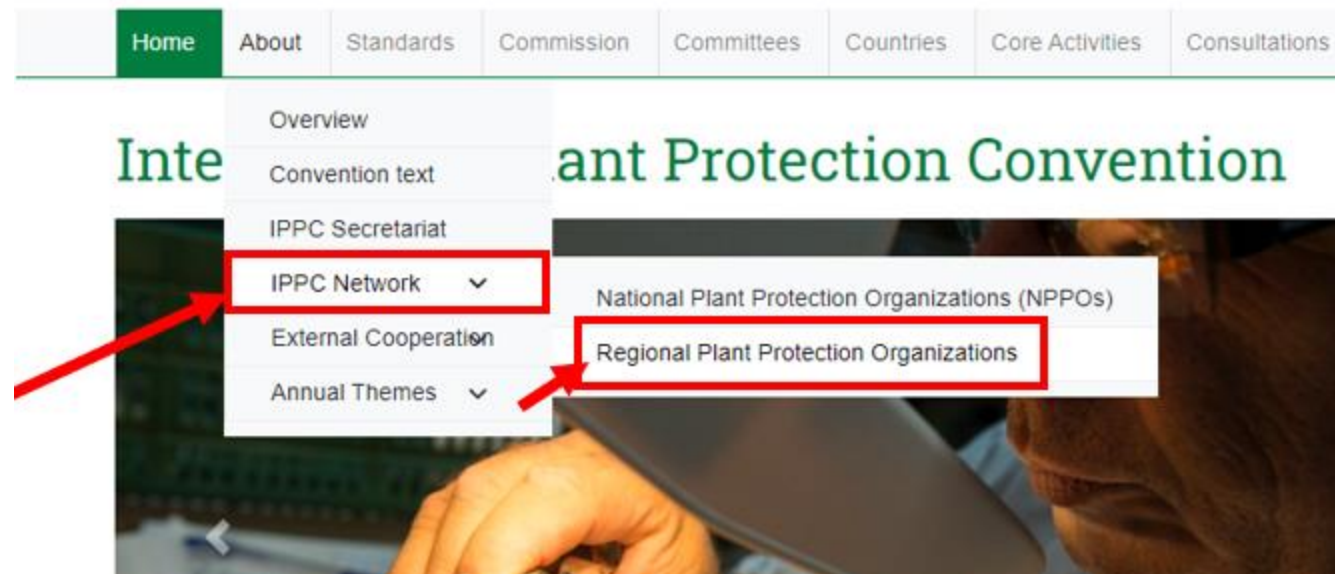 Home About Standards Commission Committees Countries Core Activities Consultations
Overview
Inte ant Protection Convention
Convention text
IPPC Secretariat
IPPC Network
National Plant Protection Organizations (NPPOs)
External Cooperation
Regional Plant Protection Organizations
Annual Themes